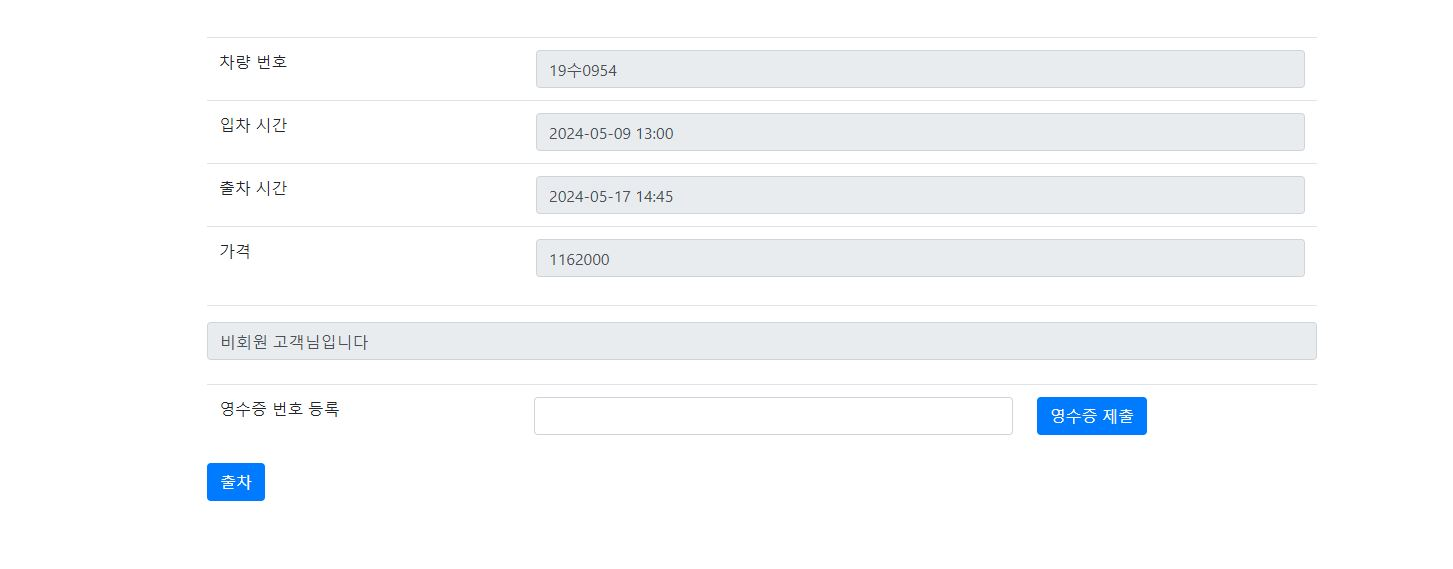 차량 번호
19수0954
입차 시간
2024-05-09 13:00
출차 시간
2024-05-17 14:45
가격
1162000
비회원 고객님입니다
영수증 번호 등록
영수증 제출
출차